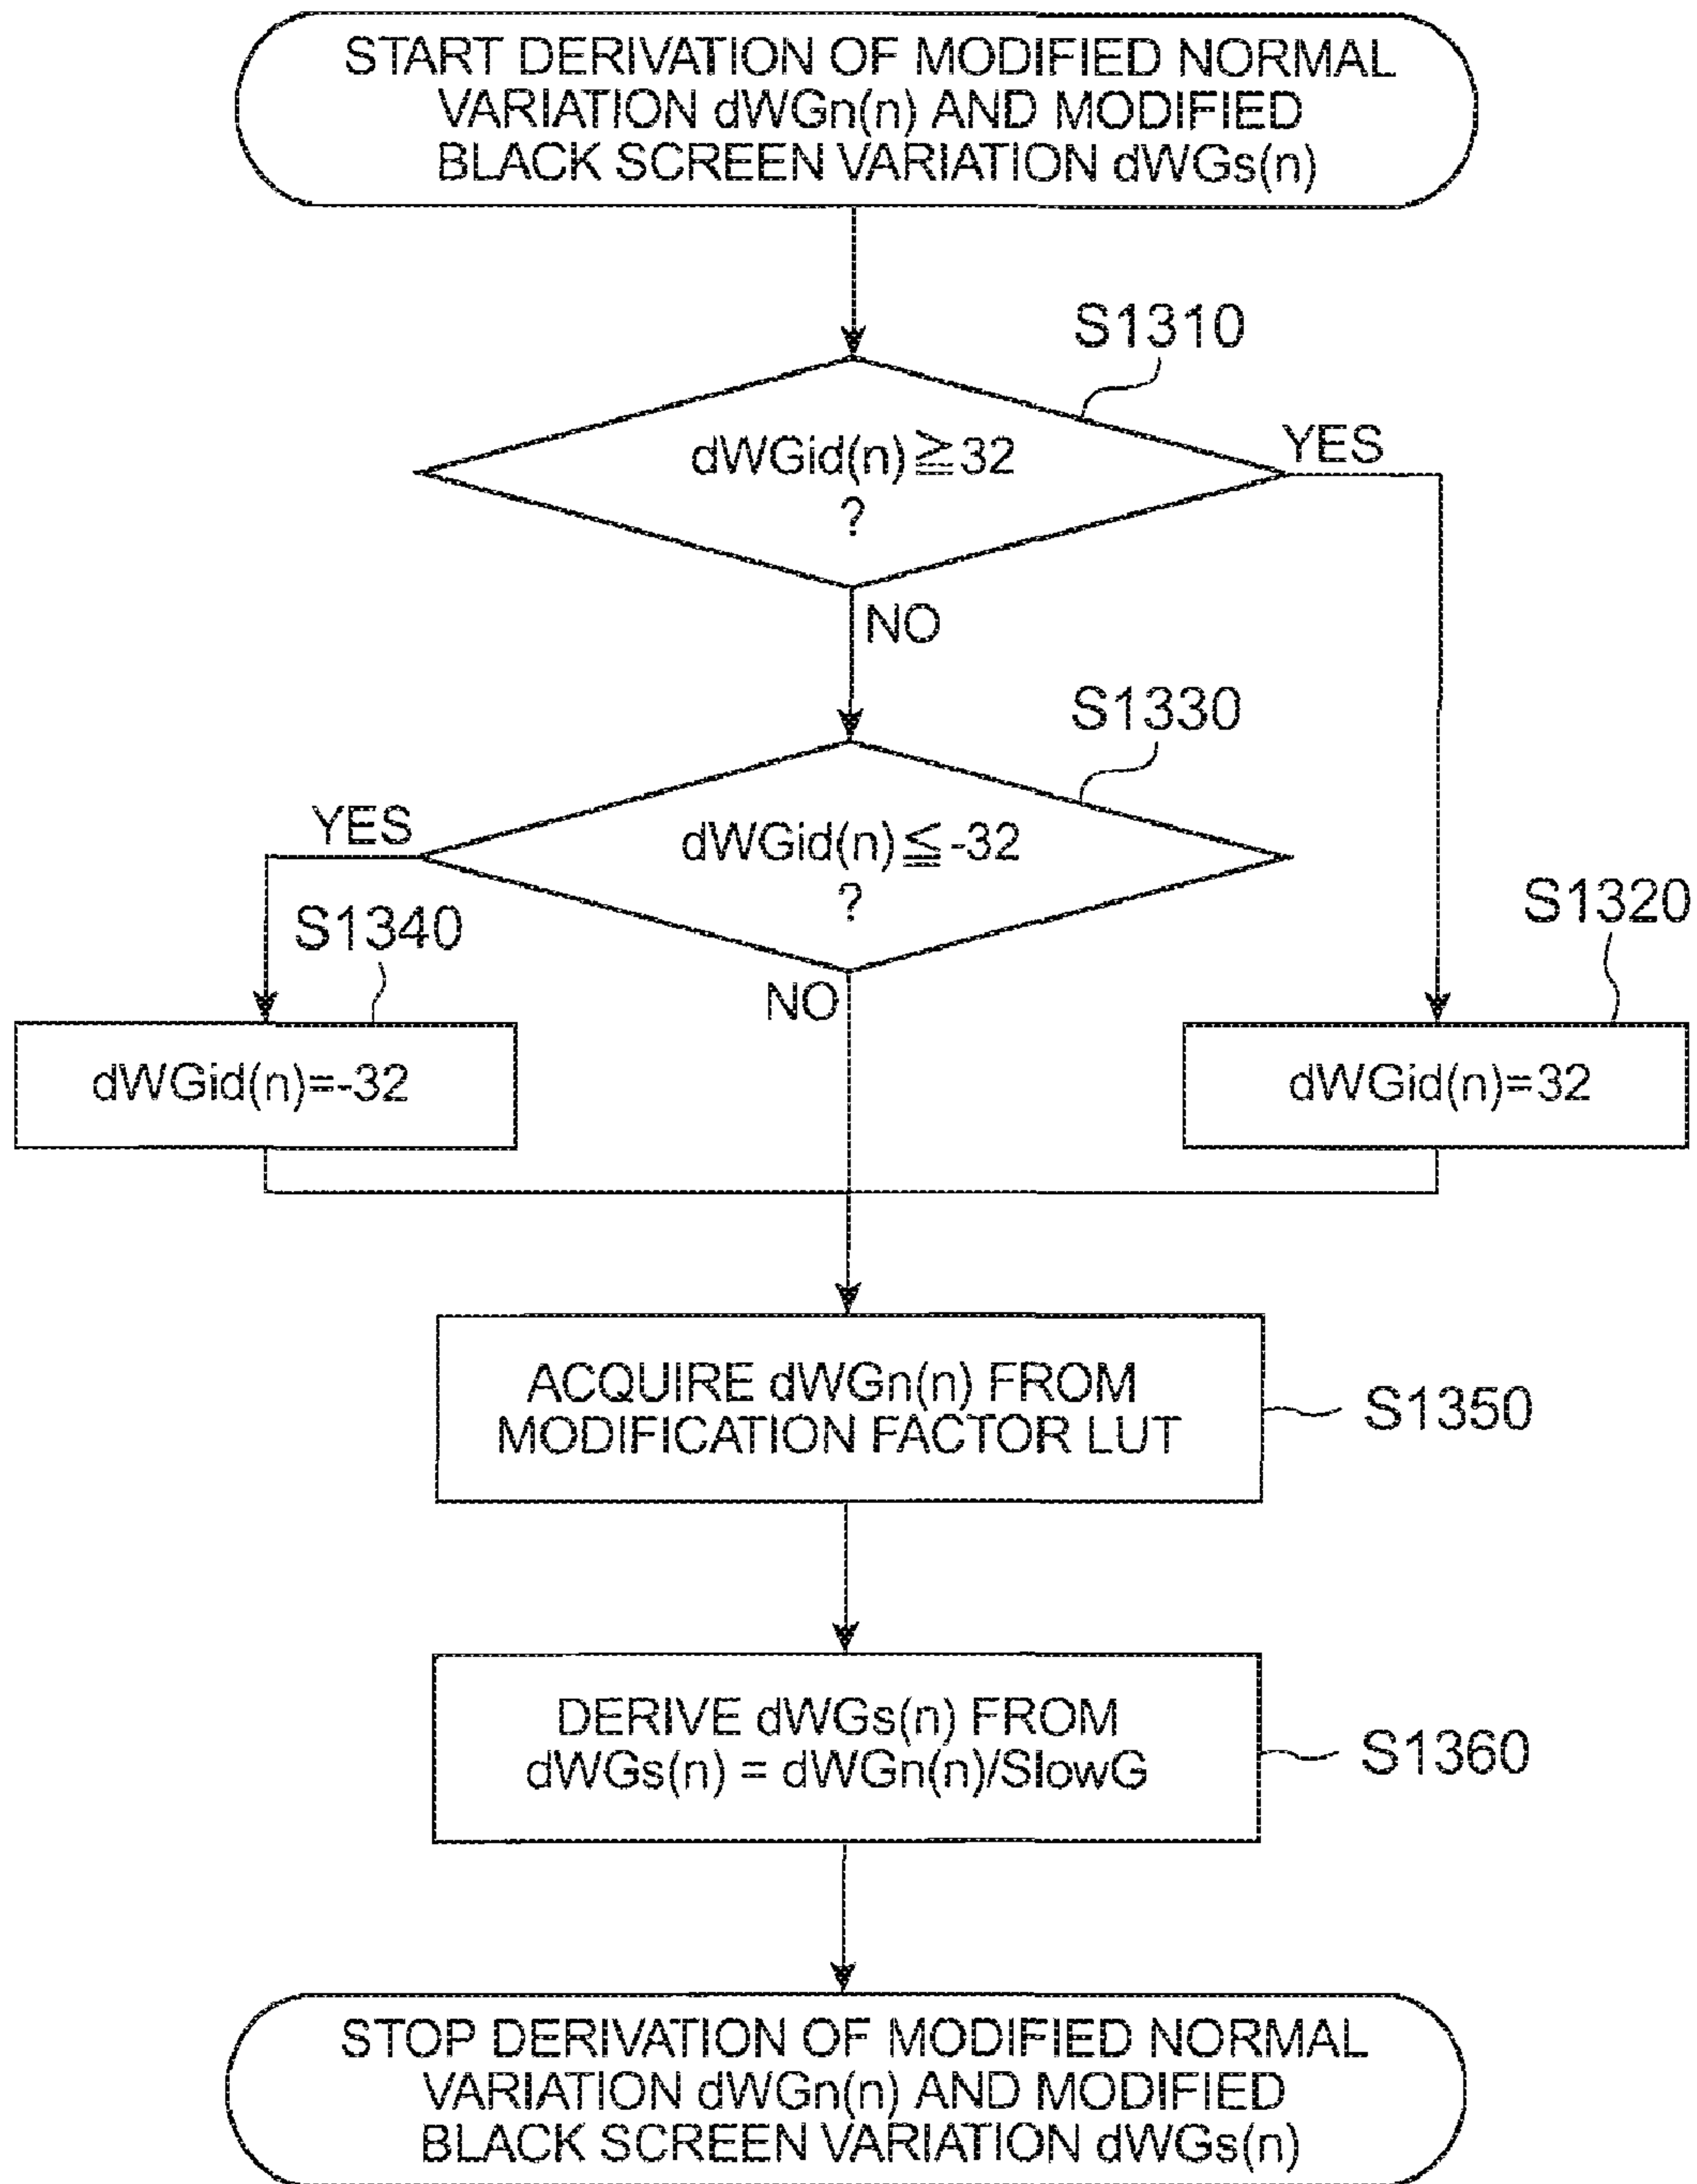 START DERIVATION OF MODIFIED NORMAL
VARIATION dWGn(n) AND MODIFIED
BLACK SCREEN VARIATION dWGs(n)
S1310
dWGid(n)≧32
?
YES
NO
S1330
YES
dWGid(n)≦-32
?
S1340
S1320
NO
dWGid(n)=-32
dWGid(n)=32
ACQUIRE dWGn(n) FROM
MODIFICATION FACTOR LUT
S1350
DERIVE dWGs(n) FROM
dWGs(n) = dWGn(n)/SlowG
S1360
STOP DERIVATION OF MODIFIED NORMAL
VARIATION dWGn(n) AND MODIFIED
BLACK SCREEN VARIATION dWGs(n)